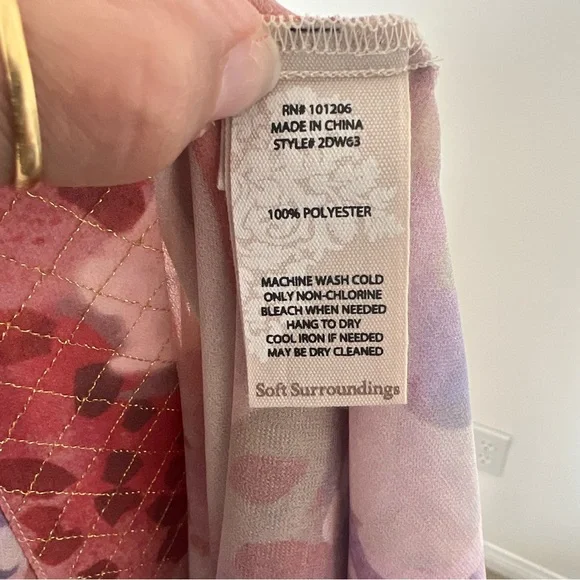 RN# 101206
MADE IN CHINA
STYLE# 2DW63
100% POLYESTER
MACHINE WASH COLD
ONLY NON-CHLORINE
BLEACH WHEN NEEDED
HANG TO DRY
COOL IRON IF NEEDED
MAY BE DRY CLEANED
Soft Surroundings